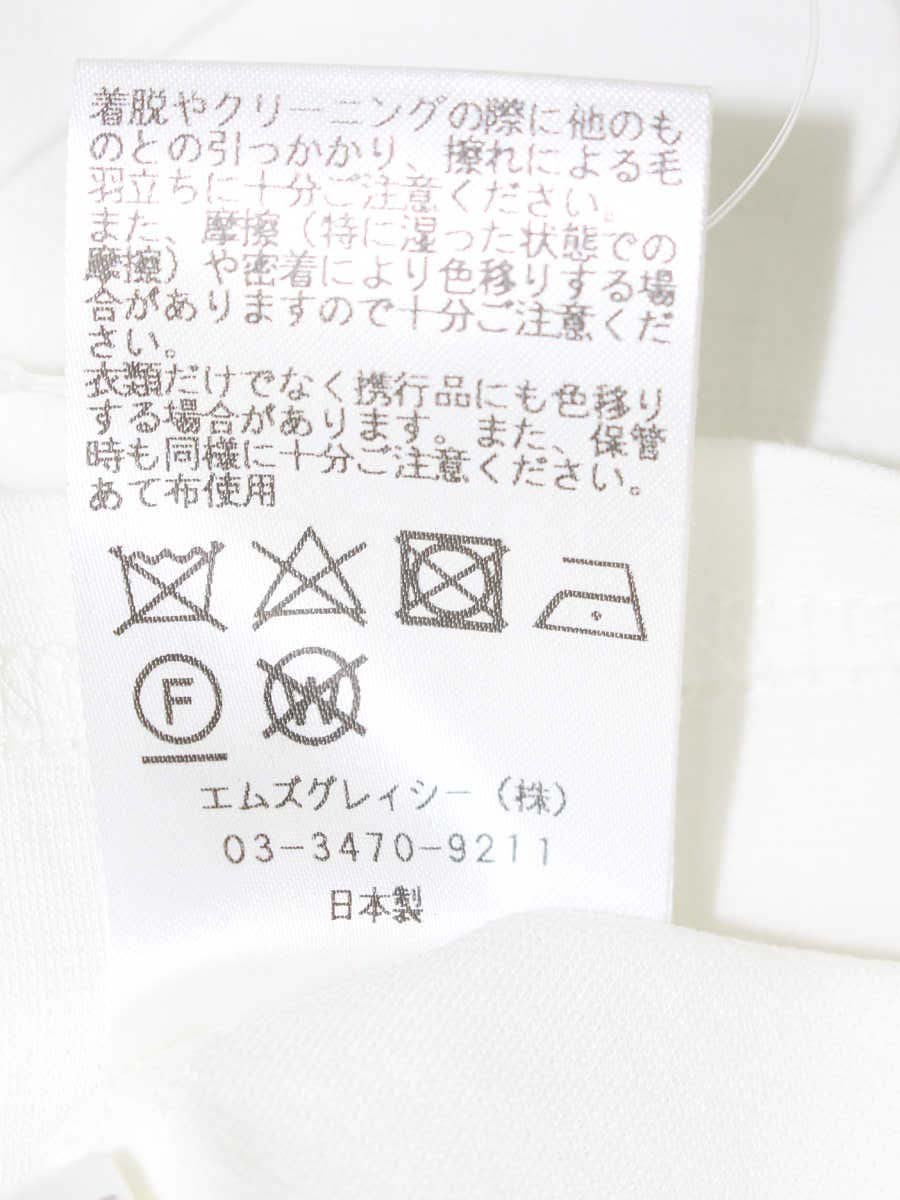 着脱やクリーニングの際に他のも
のとの引っかかり、擦れによる毛
羽立ちに十分ご注意ください。
また、摩擦（特に湿った状態での
摩擦）や密着により色移りする場
合がありますので十分ご注意くだ
さい。
衣類だけでなく携行品にも色移り
する場合があります。また、保管
時も同様に十分ご注意ください。
あて布使用
F
W
エムズグレイシー（株）
03-3470-9211
日本製